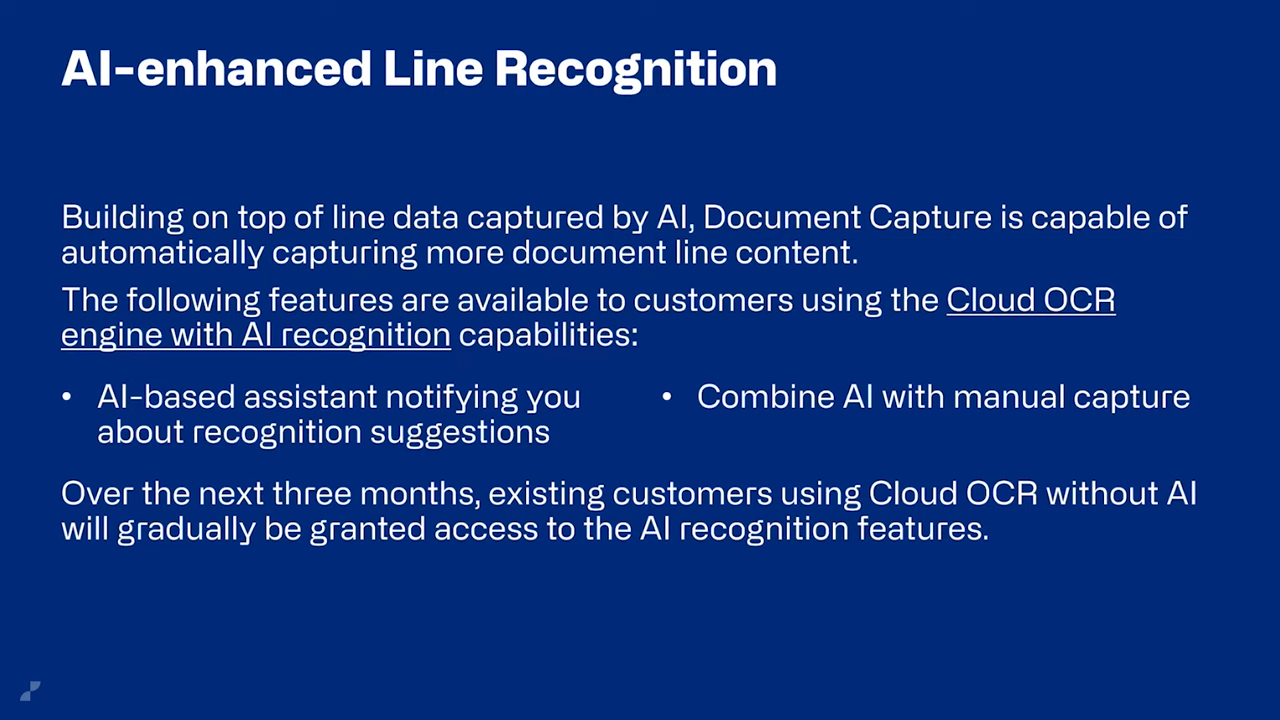 AI-enhanced Line Recognition
Building on top of line data captured by AI, Document Capture is capable of
automatically capturing more document line content.
The following features are available to customers using the Cloud OCR
engine with AI recognition capabilities:
• AI-based assistant notifying you
about recognition suggestions
• Combine AI with manual capture
Over the next three months, existing customers using Cloud OCR without AI
will gradually be granted access to the AI recognition features.